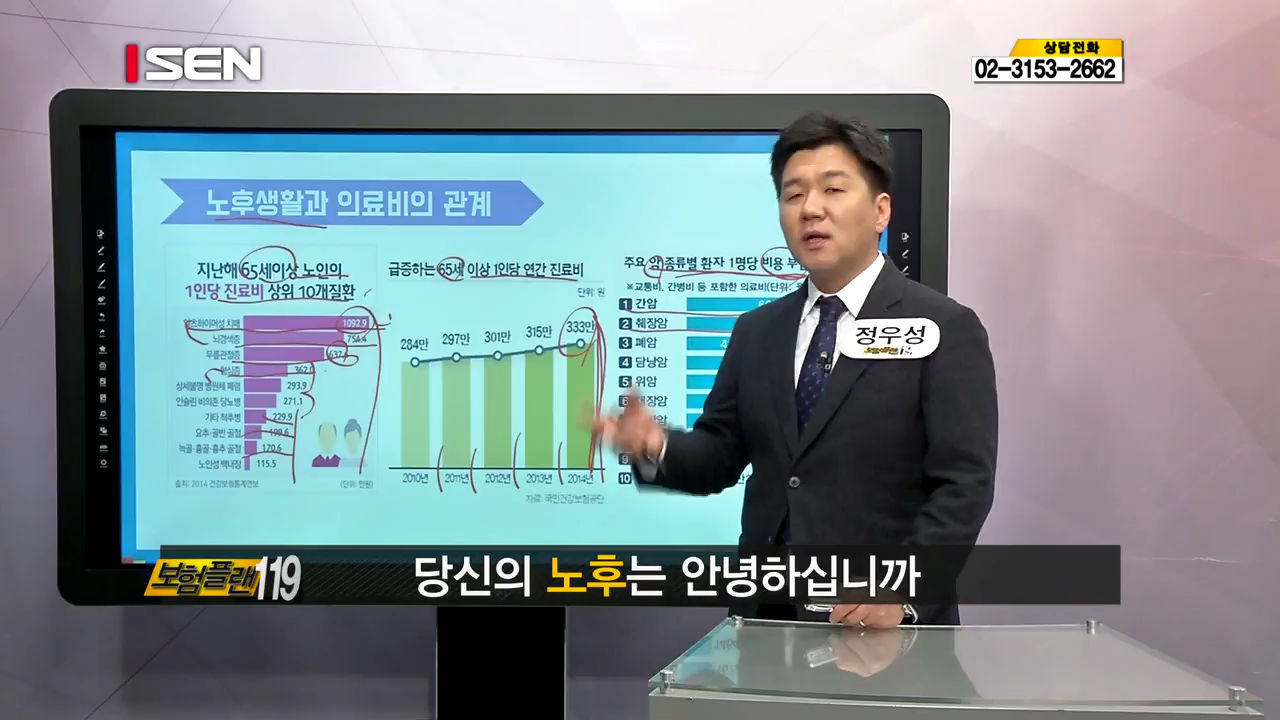 SEN
상담전화
02-3153-2662
노후생활과 의료비의 관계
지난해 65세이상 노인의
1인당 진료비 상위 10개질환
알츠하이머성 치매 1092.9
뇌경색증 754.4
무릎관절증 637
협심증 362.0
상세불명 병원체 폐렴 293.9
인슐린 비의존 당뇨병 271.1
기타 척추병 229.9
요추·골반 골절 199.6
늑골·흉골·흉추 골절 170.6
노인성 백내장 115.5
출처: 2014 건강보험통계연보
(단위: 만원)
급증하는 65세 이상 1인당 연간 진료비
단위: 원
284만 297만 301만 315만 333만
2010년 2011년 2012년 2013년 2014년
자료: 국민건강보험공단
주요 암 종류별 환자 1명당 비용
※교통비, 간병비 등 포함한 의료비(단위:
1 간암
2 췌장암
3 폐암
4 담낭암
5 위암
6 대장암
9
10
정우성
보험플랜119
당신의 노후는 안녕하십니까